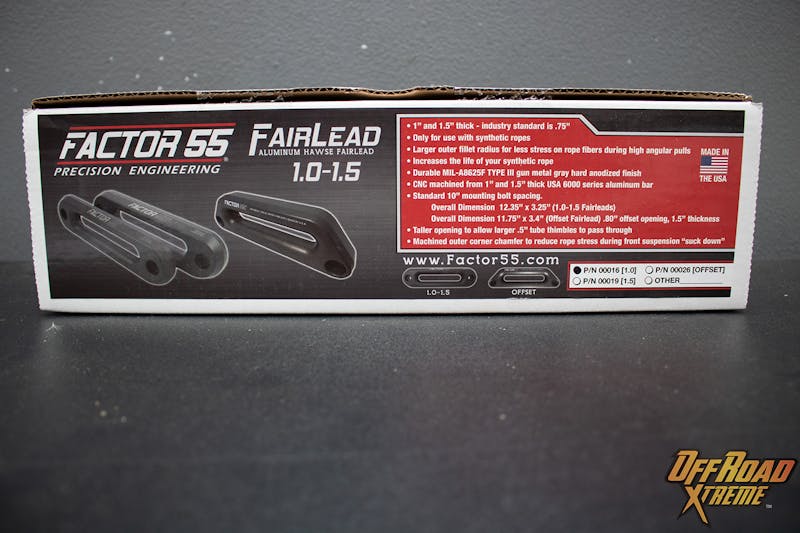 FACTOR 55®
PRECISION ENGINEERING
FAIRLEAD
ALUMINUM HAWSE FAIRLEAD
1.0-1.5
FACTOR
FACTOR
FACTOR 55
• 1" and 1.5" thick - industry standard is .75"
• Only for use with synthetic ropes
• Larger outer fillet radius for less stress on rope fibers during high angular pulls
• Increases the life of your synthetic rope
• Durable MIL-A8625F TYPE III gun metal gray hard anodized finish
• CNC machined from 1" and 1.5" thick USA 6000 series aluminum bar
• Standard 10" mounting bolt spacing.
Overall Dimension 12.35" x 3.25" (1.0-1.5 Fairleads)
Overall Dimension 11.75" x 3.4" (Offset Fairlead) .80" offset opening, 1.5" thickness
• Taller opening to allow larger .5" tube thimbles to pass through
• Machined outer corner chamfer to reduce rope stress during front suspension "suck down"
MADE IN
THE USA
www.Factor55.com
1.0-1.5
OFFSET
P/N 00016 [1.0] P/N 00026 [OFFSET]
P/N 00019 [1.5] OTHER
OFFROAD
XTREME™